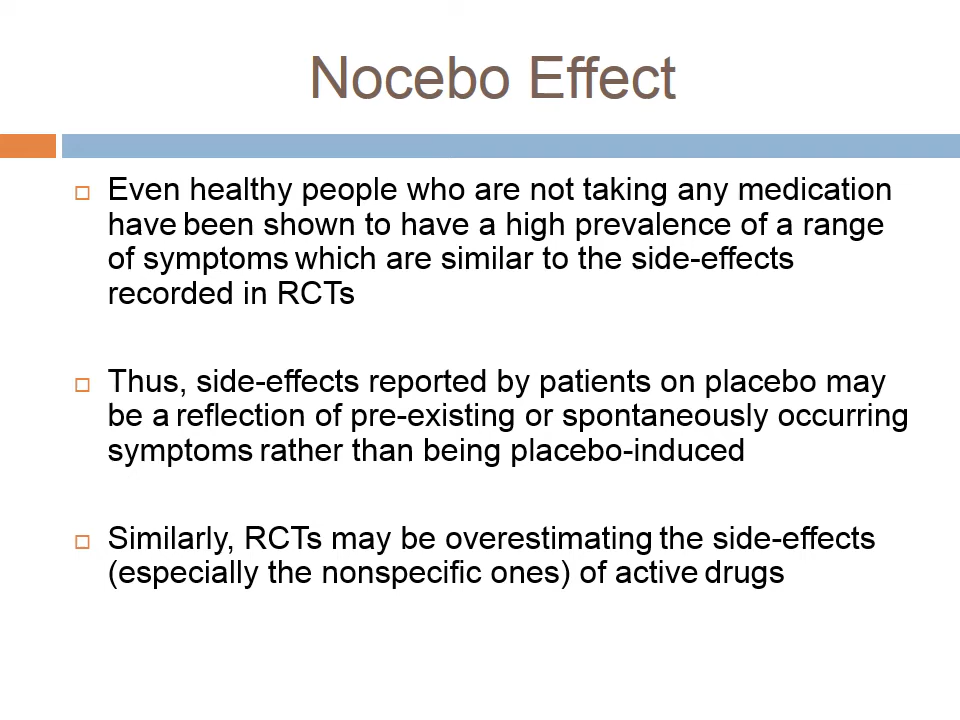 Nocebo Effect
Even healthy people who are not taking any medication
have been shown to have a high prevalence of a range
of symptoms which are similar to the side-effects
recorded in RCTs
Thus, side-effects reported by patients on placebo may
be a reflection of pre-existing or spontaneously occurring
symptoms rather than being placebo-induced
Similarly, RCTs may be overestimating the side-effects
(especially the nonspecific ones) of active drugs